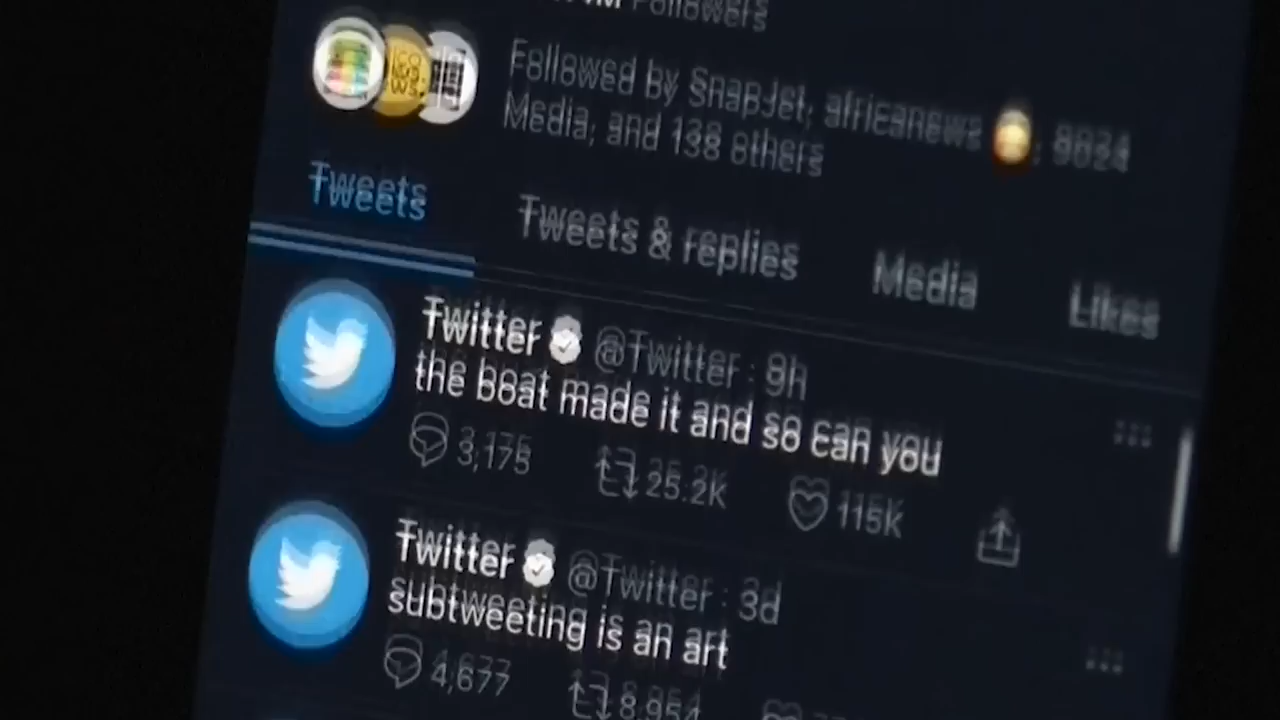 Followers
Followed by SnapJet, africanews
Media, and 138 others
Tweets
Tweets & replies
Media
Likes
Twitter @Twitter · 9h
the boat made it and so can you
3,175 25.2K 115K
Twitter @Twitter · 3d
subtweeting is an art
4,677 8,954